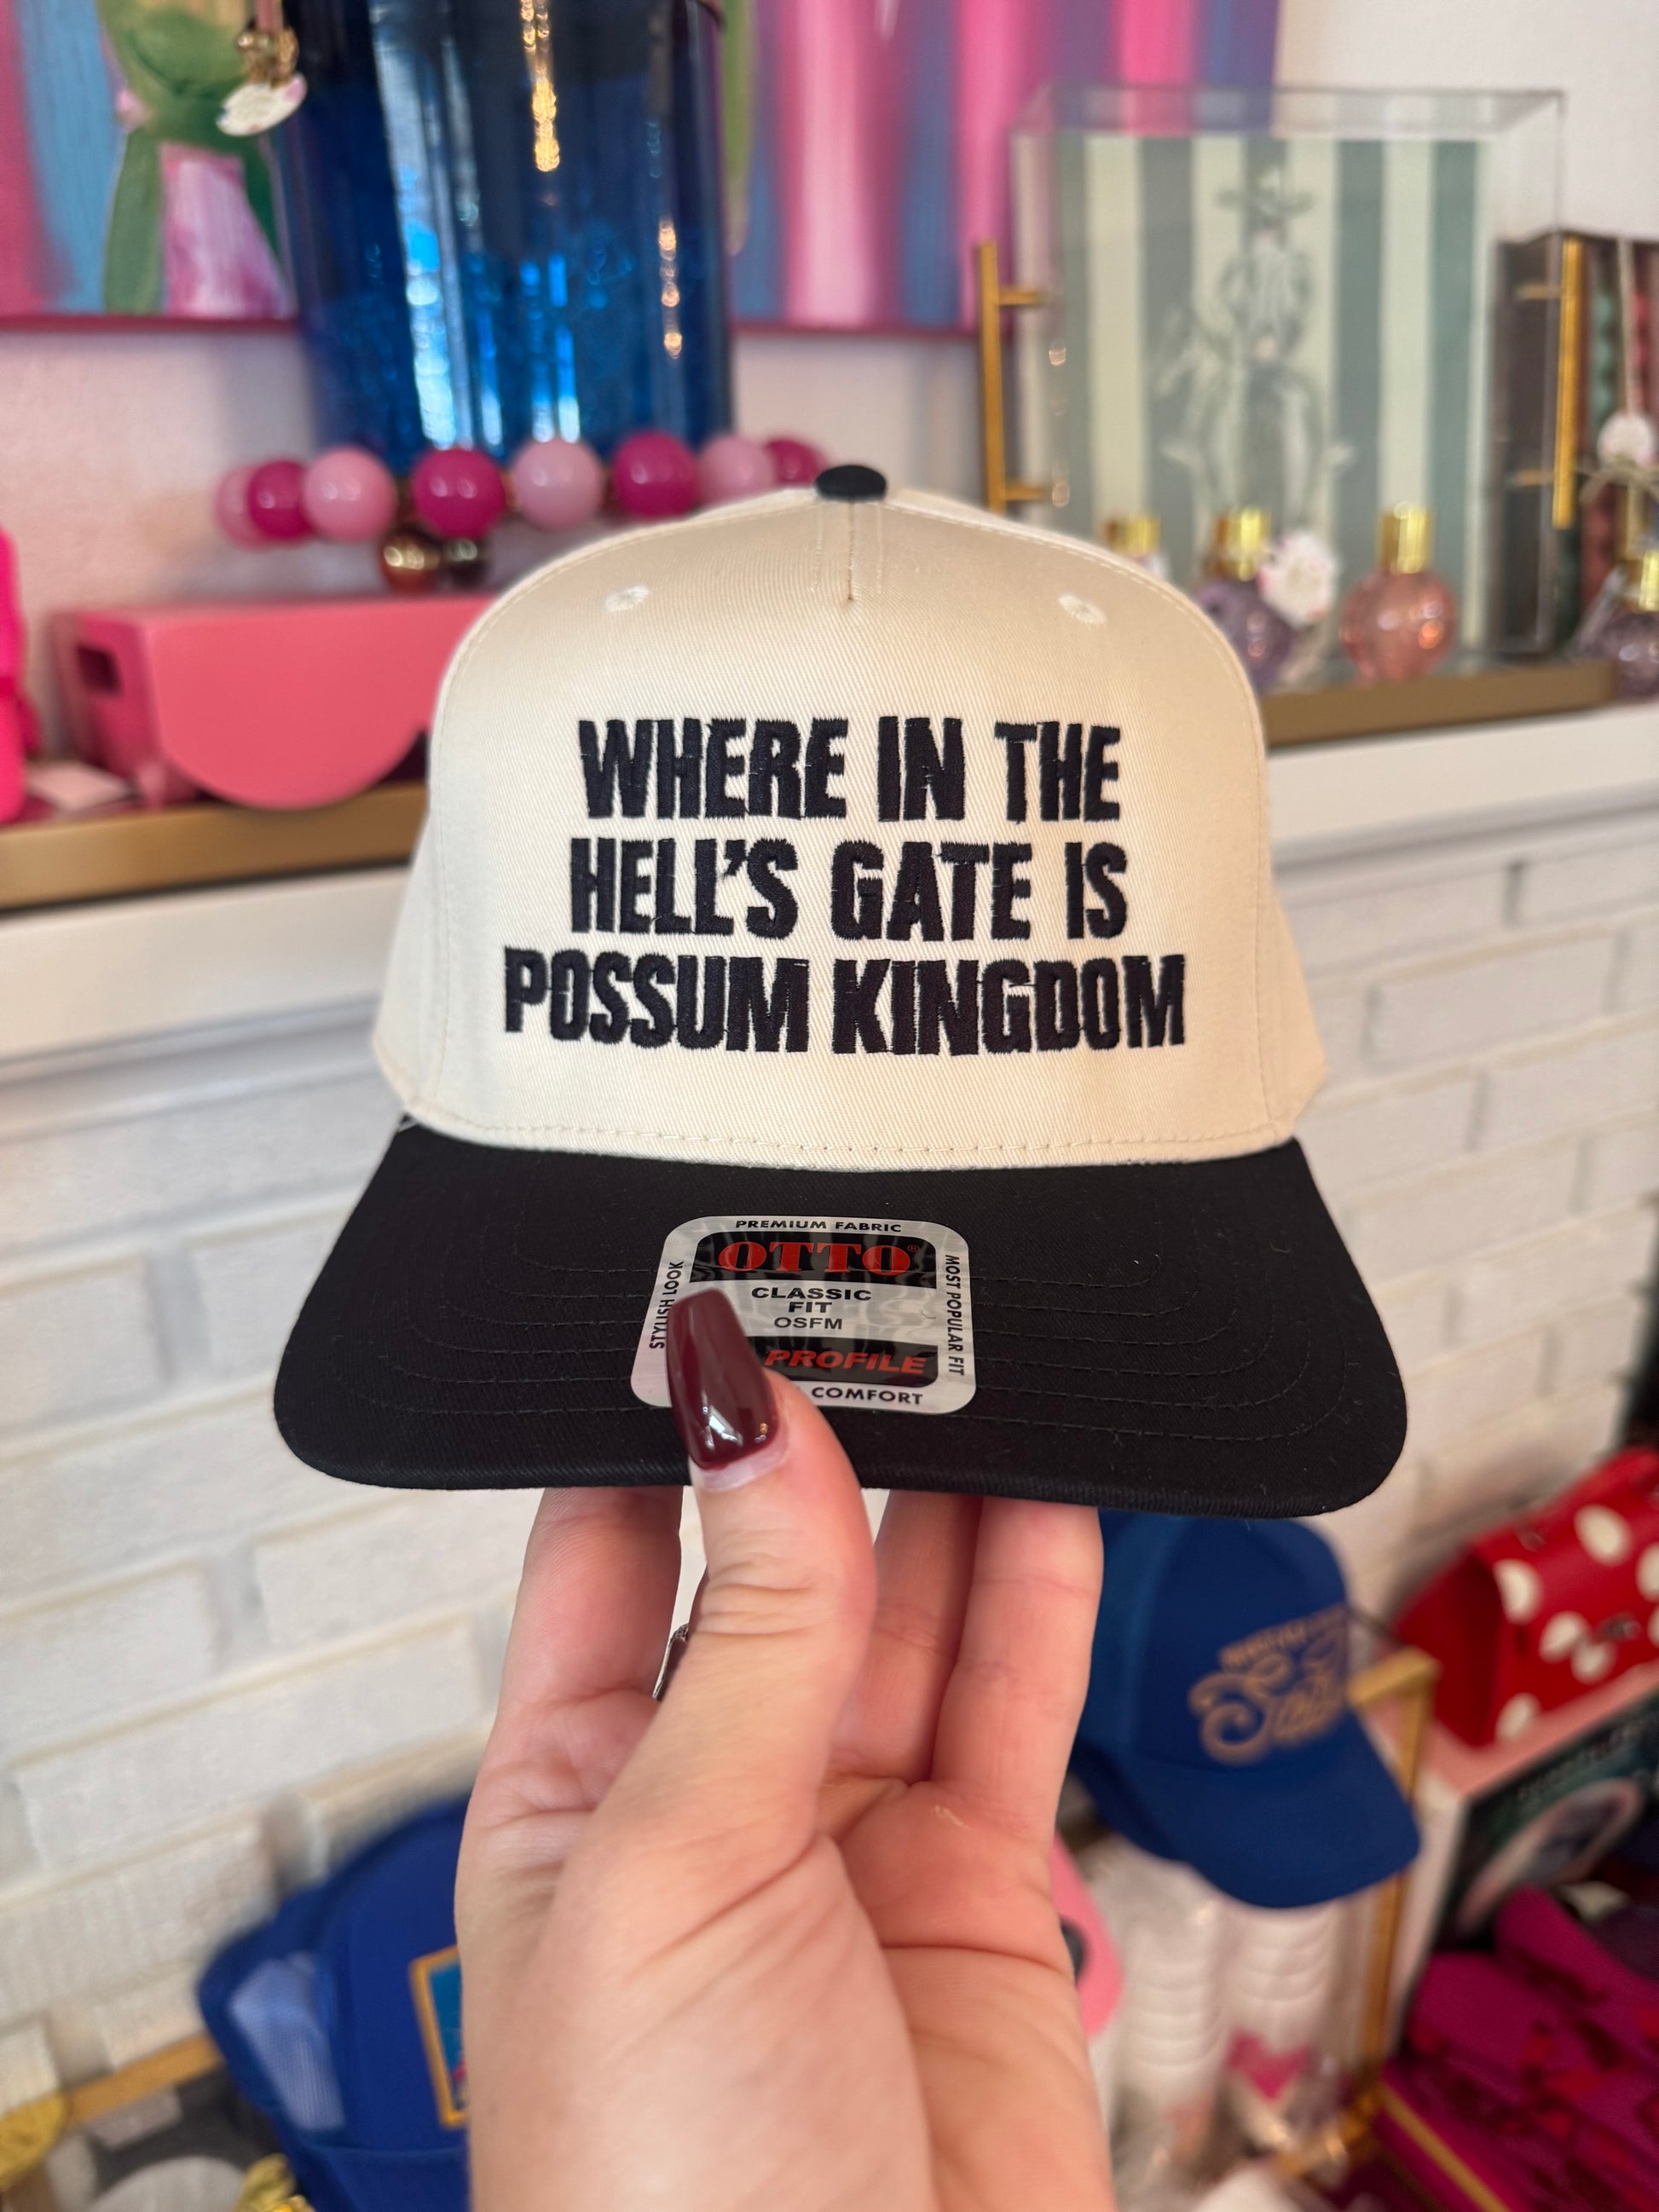 WHERE IN THE
HELL'S GATE IS
POSSUM KINGDOM
PREMIUM FABRIC
OTTO®
STYLISH LOOK
CLASSIC
FIT
OSFM
MOST POPULAR FIT
PROFILE
COMFORT